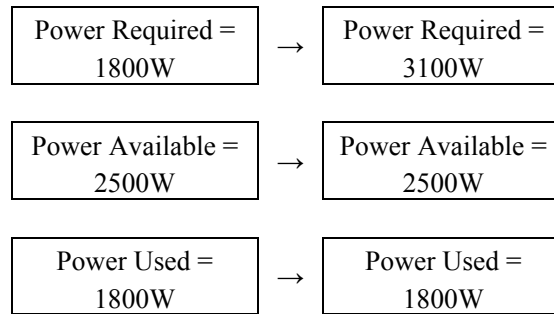 Power Required =
1800W
→
Power Required =
3100W
Power Available =
2500W
→
Power Available =
2500W
Power Used =
1800W
→
Power Used =
1800W